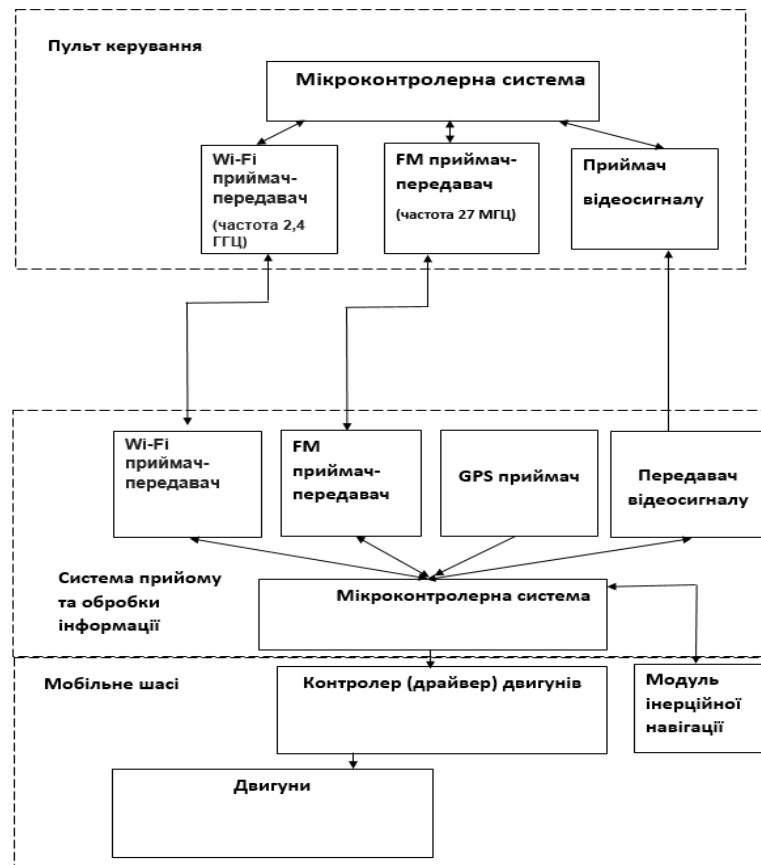 Пульт керування
Мікроконтролерна система
Wi-Fi
приймач-
передавач
(частота 2,4
ГГЦ)
FM приймач-
передавач
(частота 27 МГЦ)
Приймач
відеосигналу
Wi-Fi
приймач-
передавач
FM
приймач-
передавач
GPS приймач
Передавач
відеосигналу
Система прийому
та обробки
інформації
Мікроконтролерна система
Мобільне шасі
Контролер (драйвер) двигунів
Модуль
інерційної
навігації
Двигуни